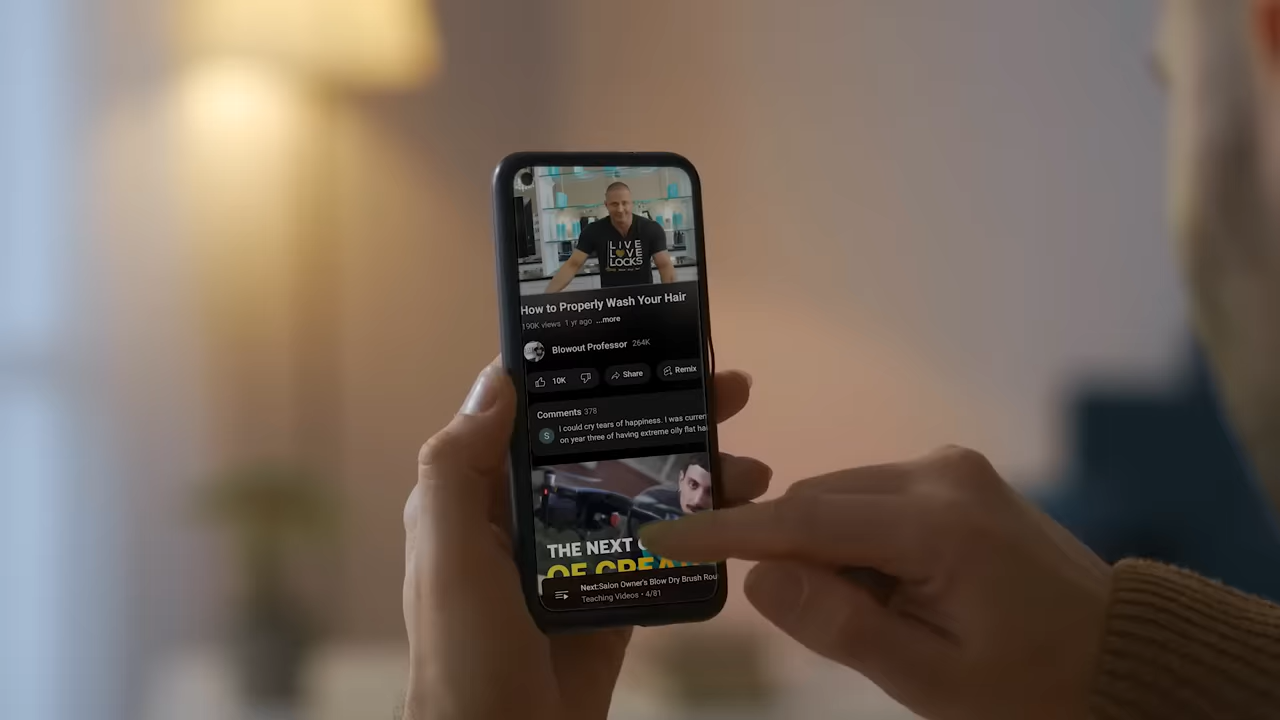 LIVE
LOVE
LOCKS
How to Properly Wash Your Hair
190K views 1 yr ago ...more
Blowout Professor 264K
10K
Share
Remix
Comments 378
S
I could cry tears of happiness. I was curren
on year three of having extreme oily flat ha
THE NEXT
OF CREA
Next:Salon Owner's Blow Dry Brush Rou
Teaching Videos • 4/81